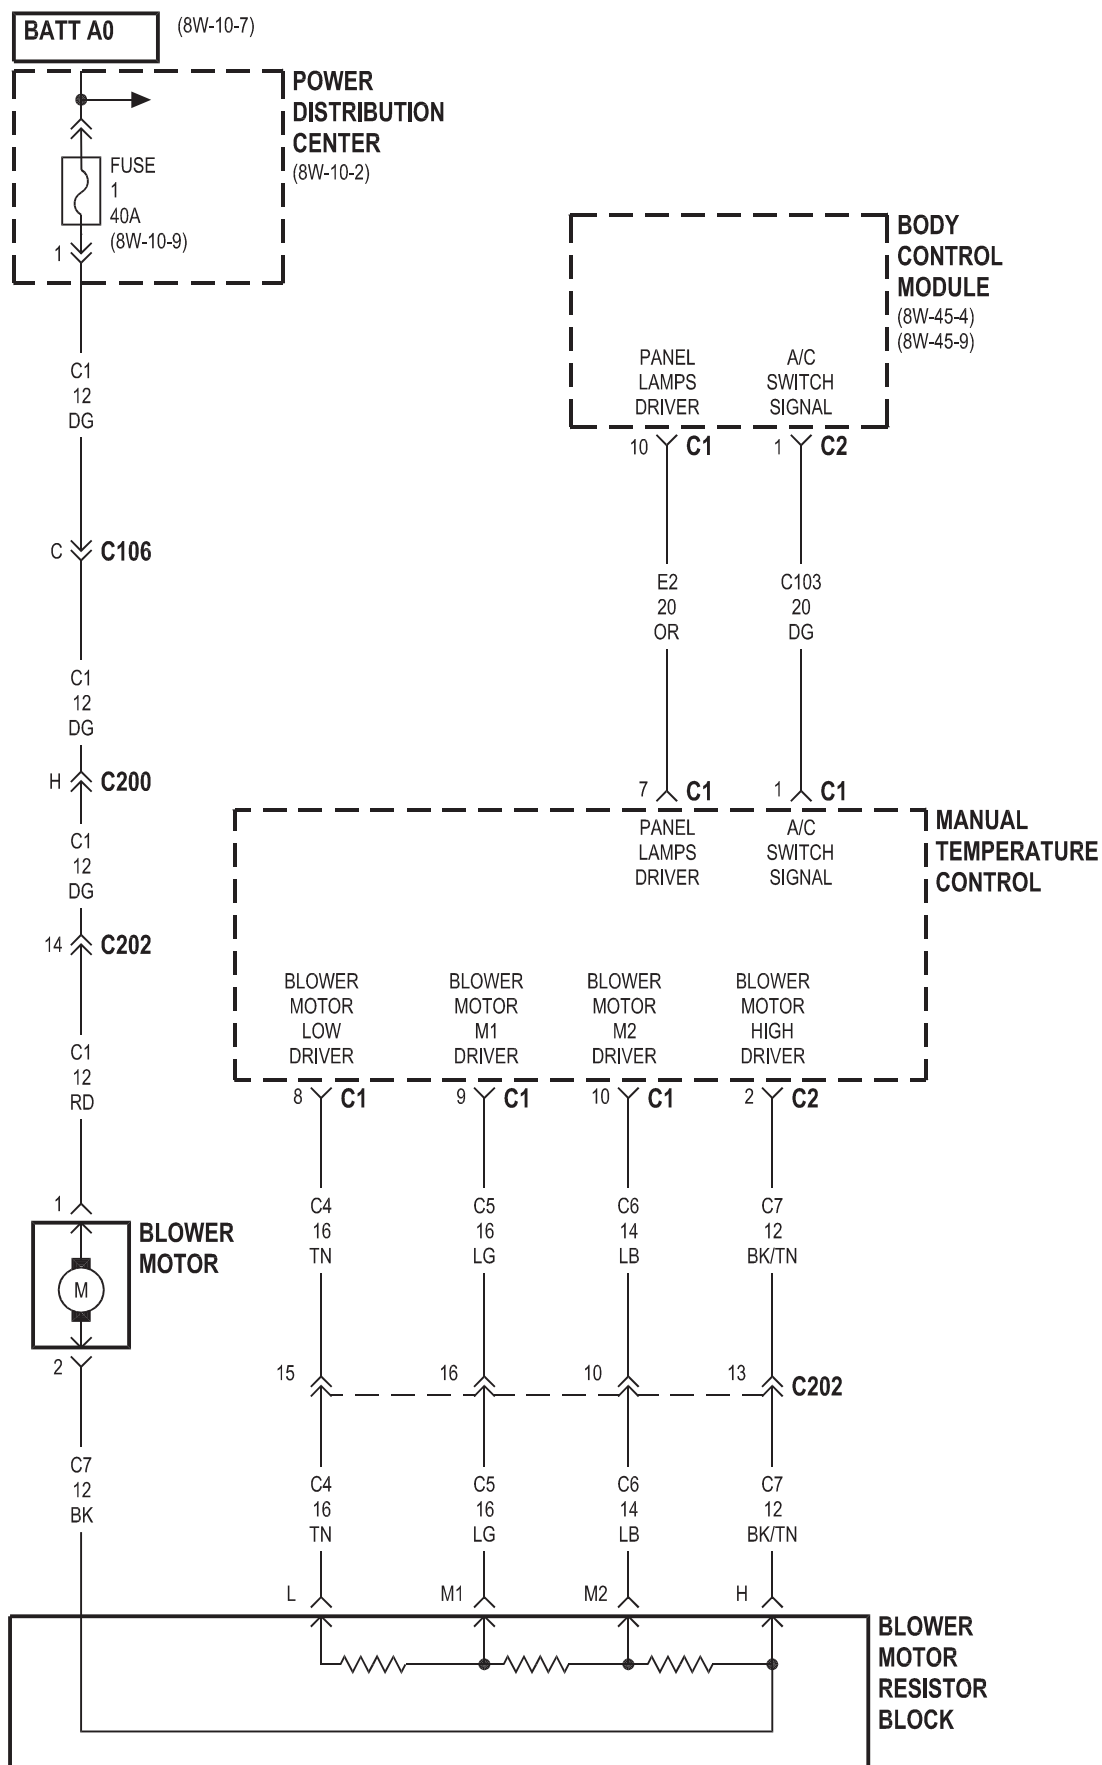 BATT A0
(8W-10-7)
POWER
DISTRIBUTION
CENTER
(8W-10-2)
FUSE
1
40A
(8W-10-9)
1
BODY
CONTROL
MODULE
(8W-45-4)
(8W-45-9)
PANEL
LAMPS
DRIVER
A/C
SWITCH
SIGNAL
10
C1
1
C2
C1
12
DG
C
C106
E2
20
OR
C103
20
DG
C1
12
DG
H
C200
7
C1
1
C1
MANUAL
TEMPERATURE
CONTROL
PANEL
LAMPS
DRIVER
A/C
SWITCH
SIGNAL
C1
12
DG
14
C202
BLOWER
MOTOR
LOW
DRIVER
BLOWER
MOTOR
M1
DRIVER
BLOWER
MOTOR
M2
DRIVER
BLOWER
MOTOR
HIGH
DRIVER
C1
12
RD
8
C1
9
C1
10
C1
2
C2
1
BLOWER
MOTOR
M
2
C4
16
TN
C5
16
LG
C6
14
LB
C7
12
BK/TN
15
16
10
13
C202
C7
12
BK
C4
16
TN
C5
16
LG
C6
14
LB
C7
12
BK/TN
L
M1
M2
H
BLOWER
MOTOR
RESISTOR
BLOCK